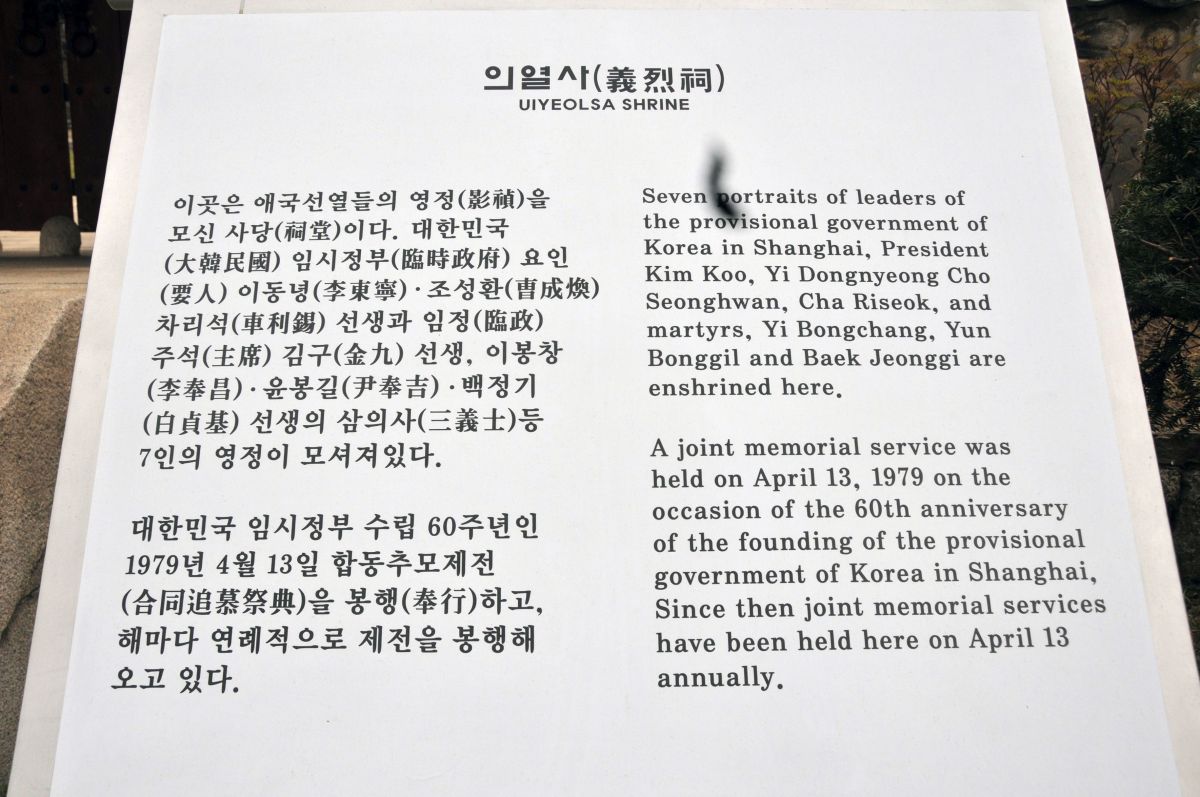 의열사(義烈祠)
UIYEOLSA SHRINE
이곳은 애국선열들의 영정(影幀)을
모신 사당(祠堂)이다. 대한민국
(大韓民國) 임시정부(臨時政府) 요인
(要人) 이동녕(李東寧)·조성환(曺成煥)
차리석(車利錫) 선생과 임정(臨政)
주석(主席) 김구(金九) 선생, 이봉창
(李奉昌)·윤봉길(尹奉吉)·백정기
(白貞基) 선생의 삼의사(三義士)등
7인의 영정이 모셔져있다.
대한민국 임시정부 수립 60주년인
1979년 4월 13일 합동추모제전
(合同追慕祭典)을 봉행(奉行)하고,
해마다 연례적으로 제전을 봉행해
오고 있다.
Seven portraits of leaders of
the provisional government of
Korea in Shanghai, President
Kim Koo, Yi Dongnyeong Cho
Seonghwan, Cha Riseok, and
martyrs, Yi Bongchang, Yun
Bonggil and Baek Jeonggi are
enshrined here.
A joint memorial service was
held on April 13, 1979 on the
occasion of the 60th anniversary
of the founding of the provisional
government of Korea in Shanghai,
Since then joint memorial services
have been held here on April 13
annually.